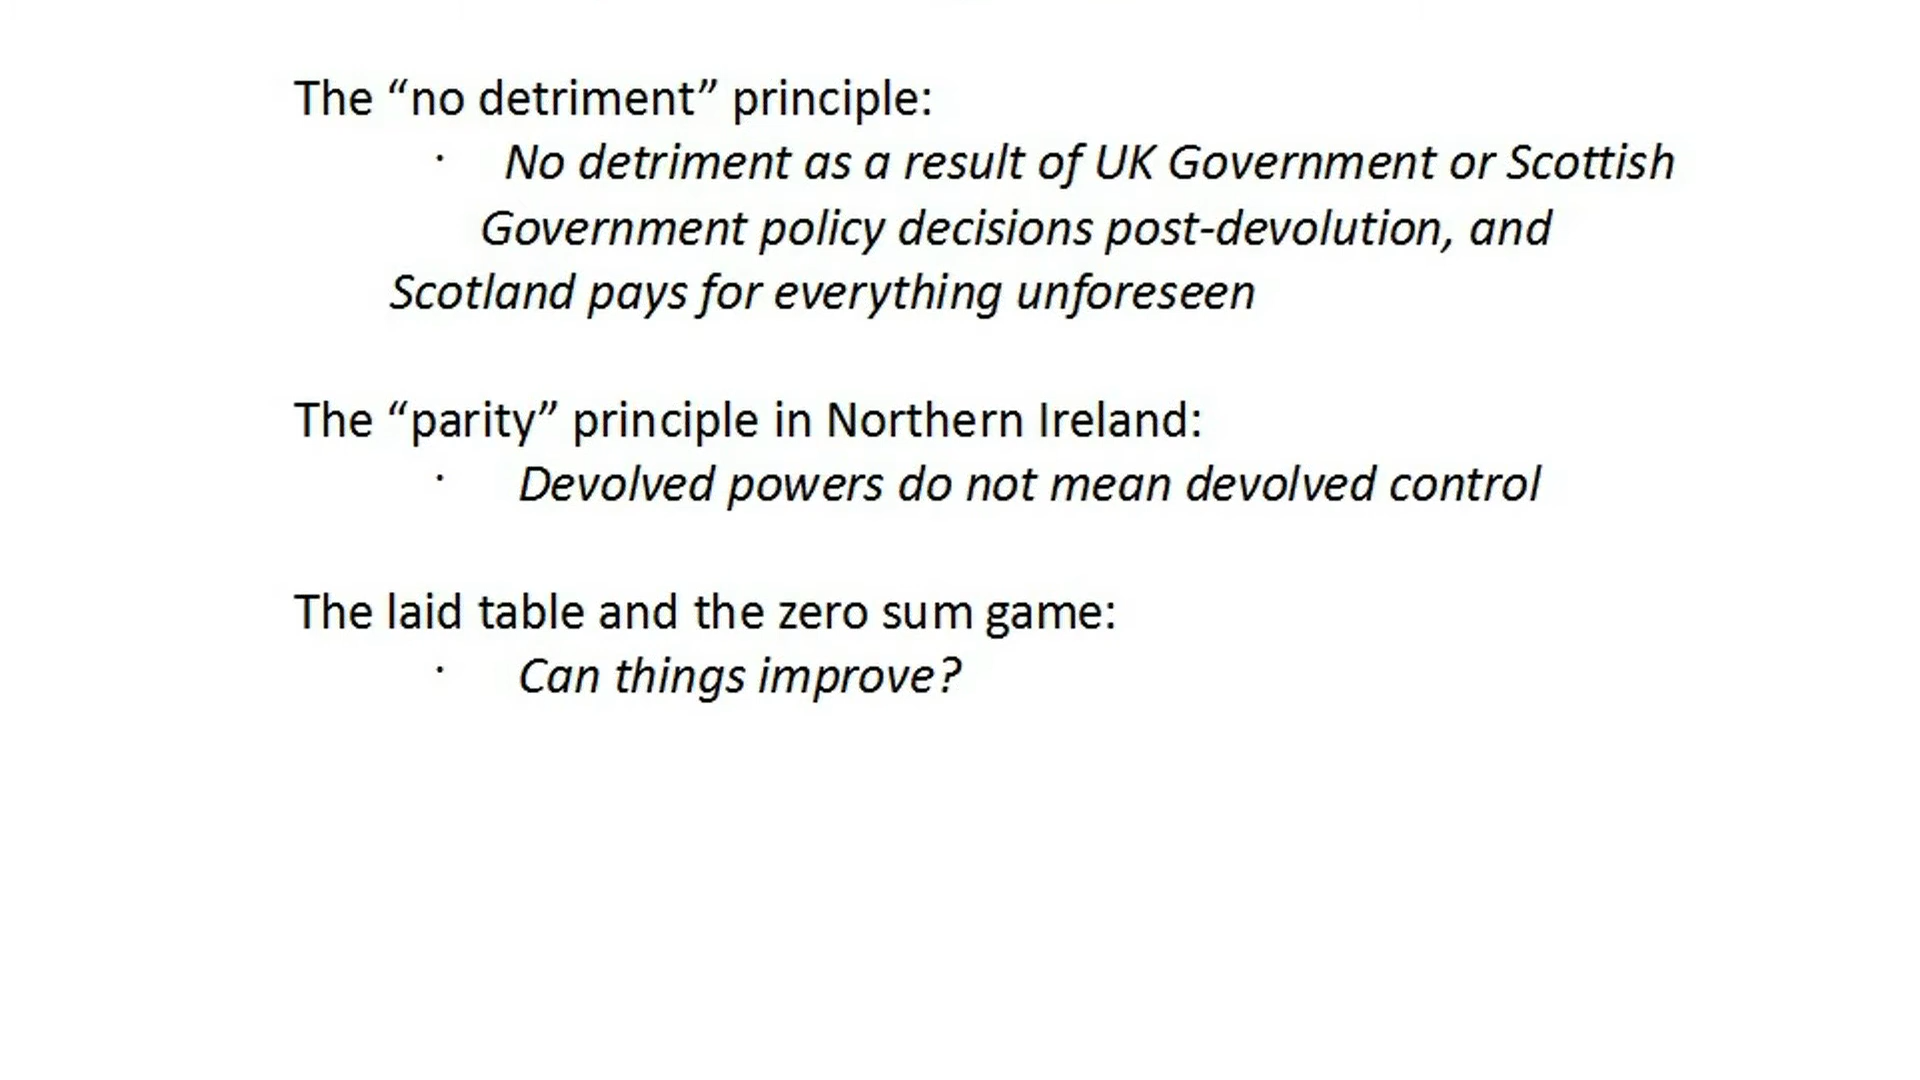 The “no detriment” principle:
· No detriment as a result of UK Government or Scottish
Government policy decisions post-devolution, and
Scotland pays for everything unforeseen
The “parity” principle in Northern Ireland:
· Devolved powers do not mean devolved control
The laid table and the zero sum game:
· Can things improve?